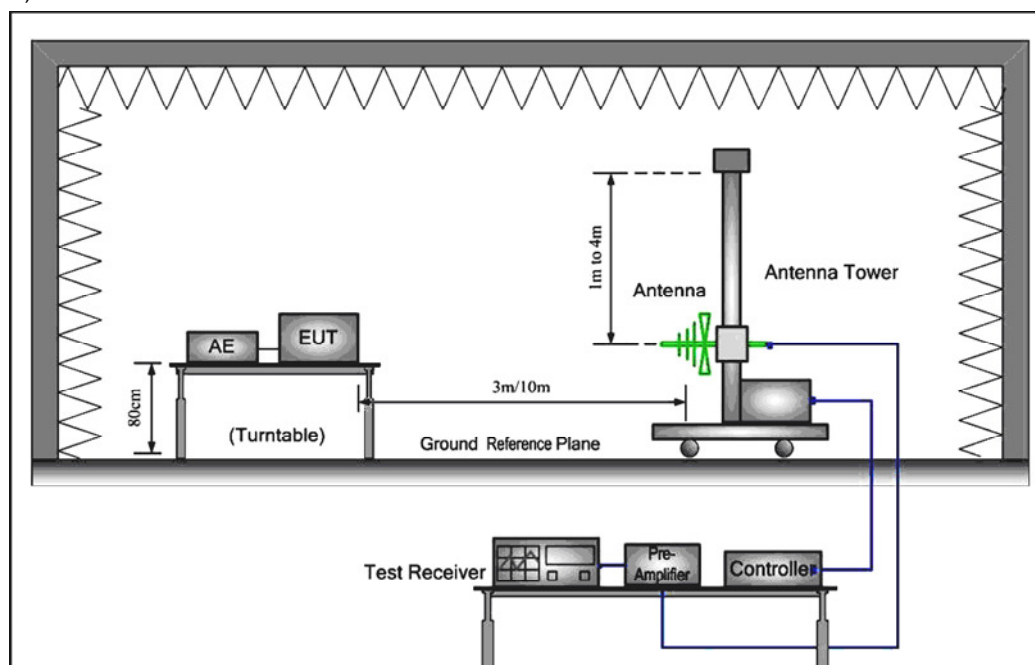 1m to 4m
Antenna Tower
Antenna
AE
EUT
80cm
3m/10m
(Turntable)
Ground Reference Plane
Test Receiver
Pre-
Amplifier
Controller